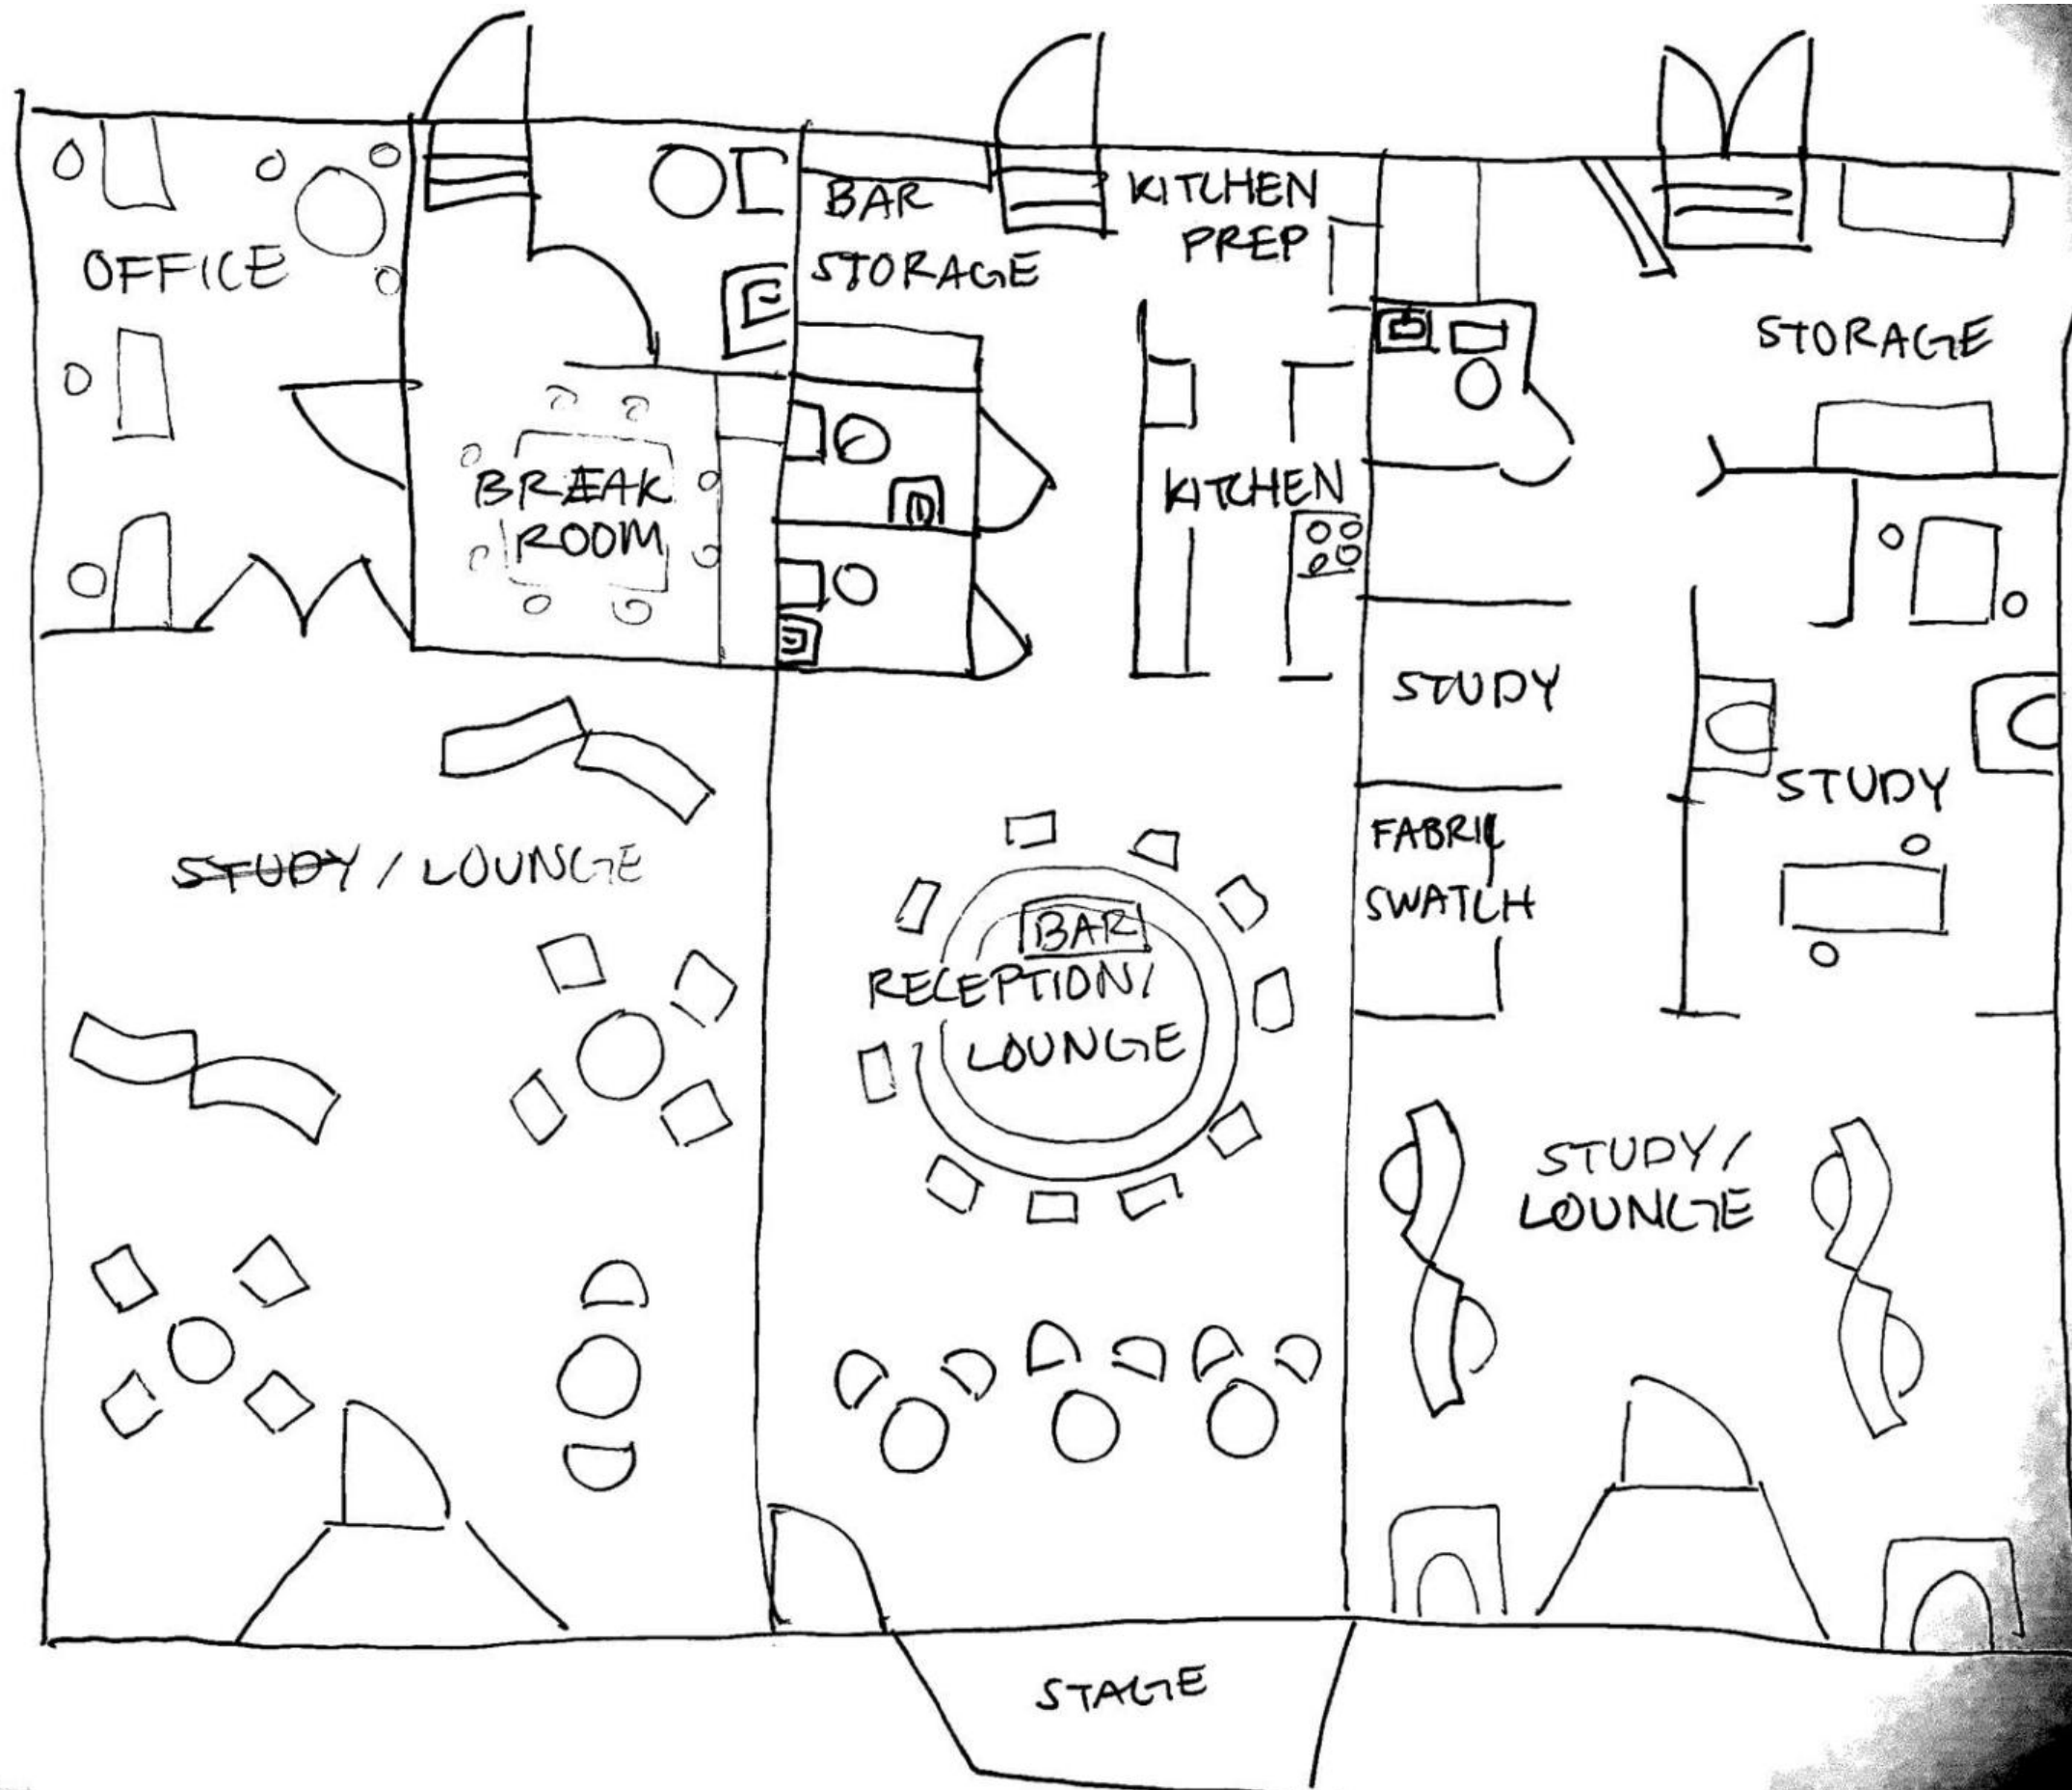 OFFICE
BAR
STORAGE
KITCHEN
PREP
STORAGE
BREAK
ROOM
KITCHEN
STUDY
STUDY
STUDY / LOUNGE
FABRIC
SWATCH
BAR
RECEPTION/
LOUNGE
STUDY/
LOUNGE
STAGE